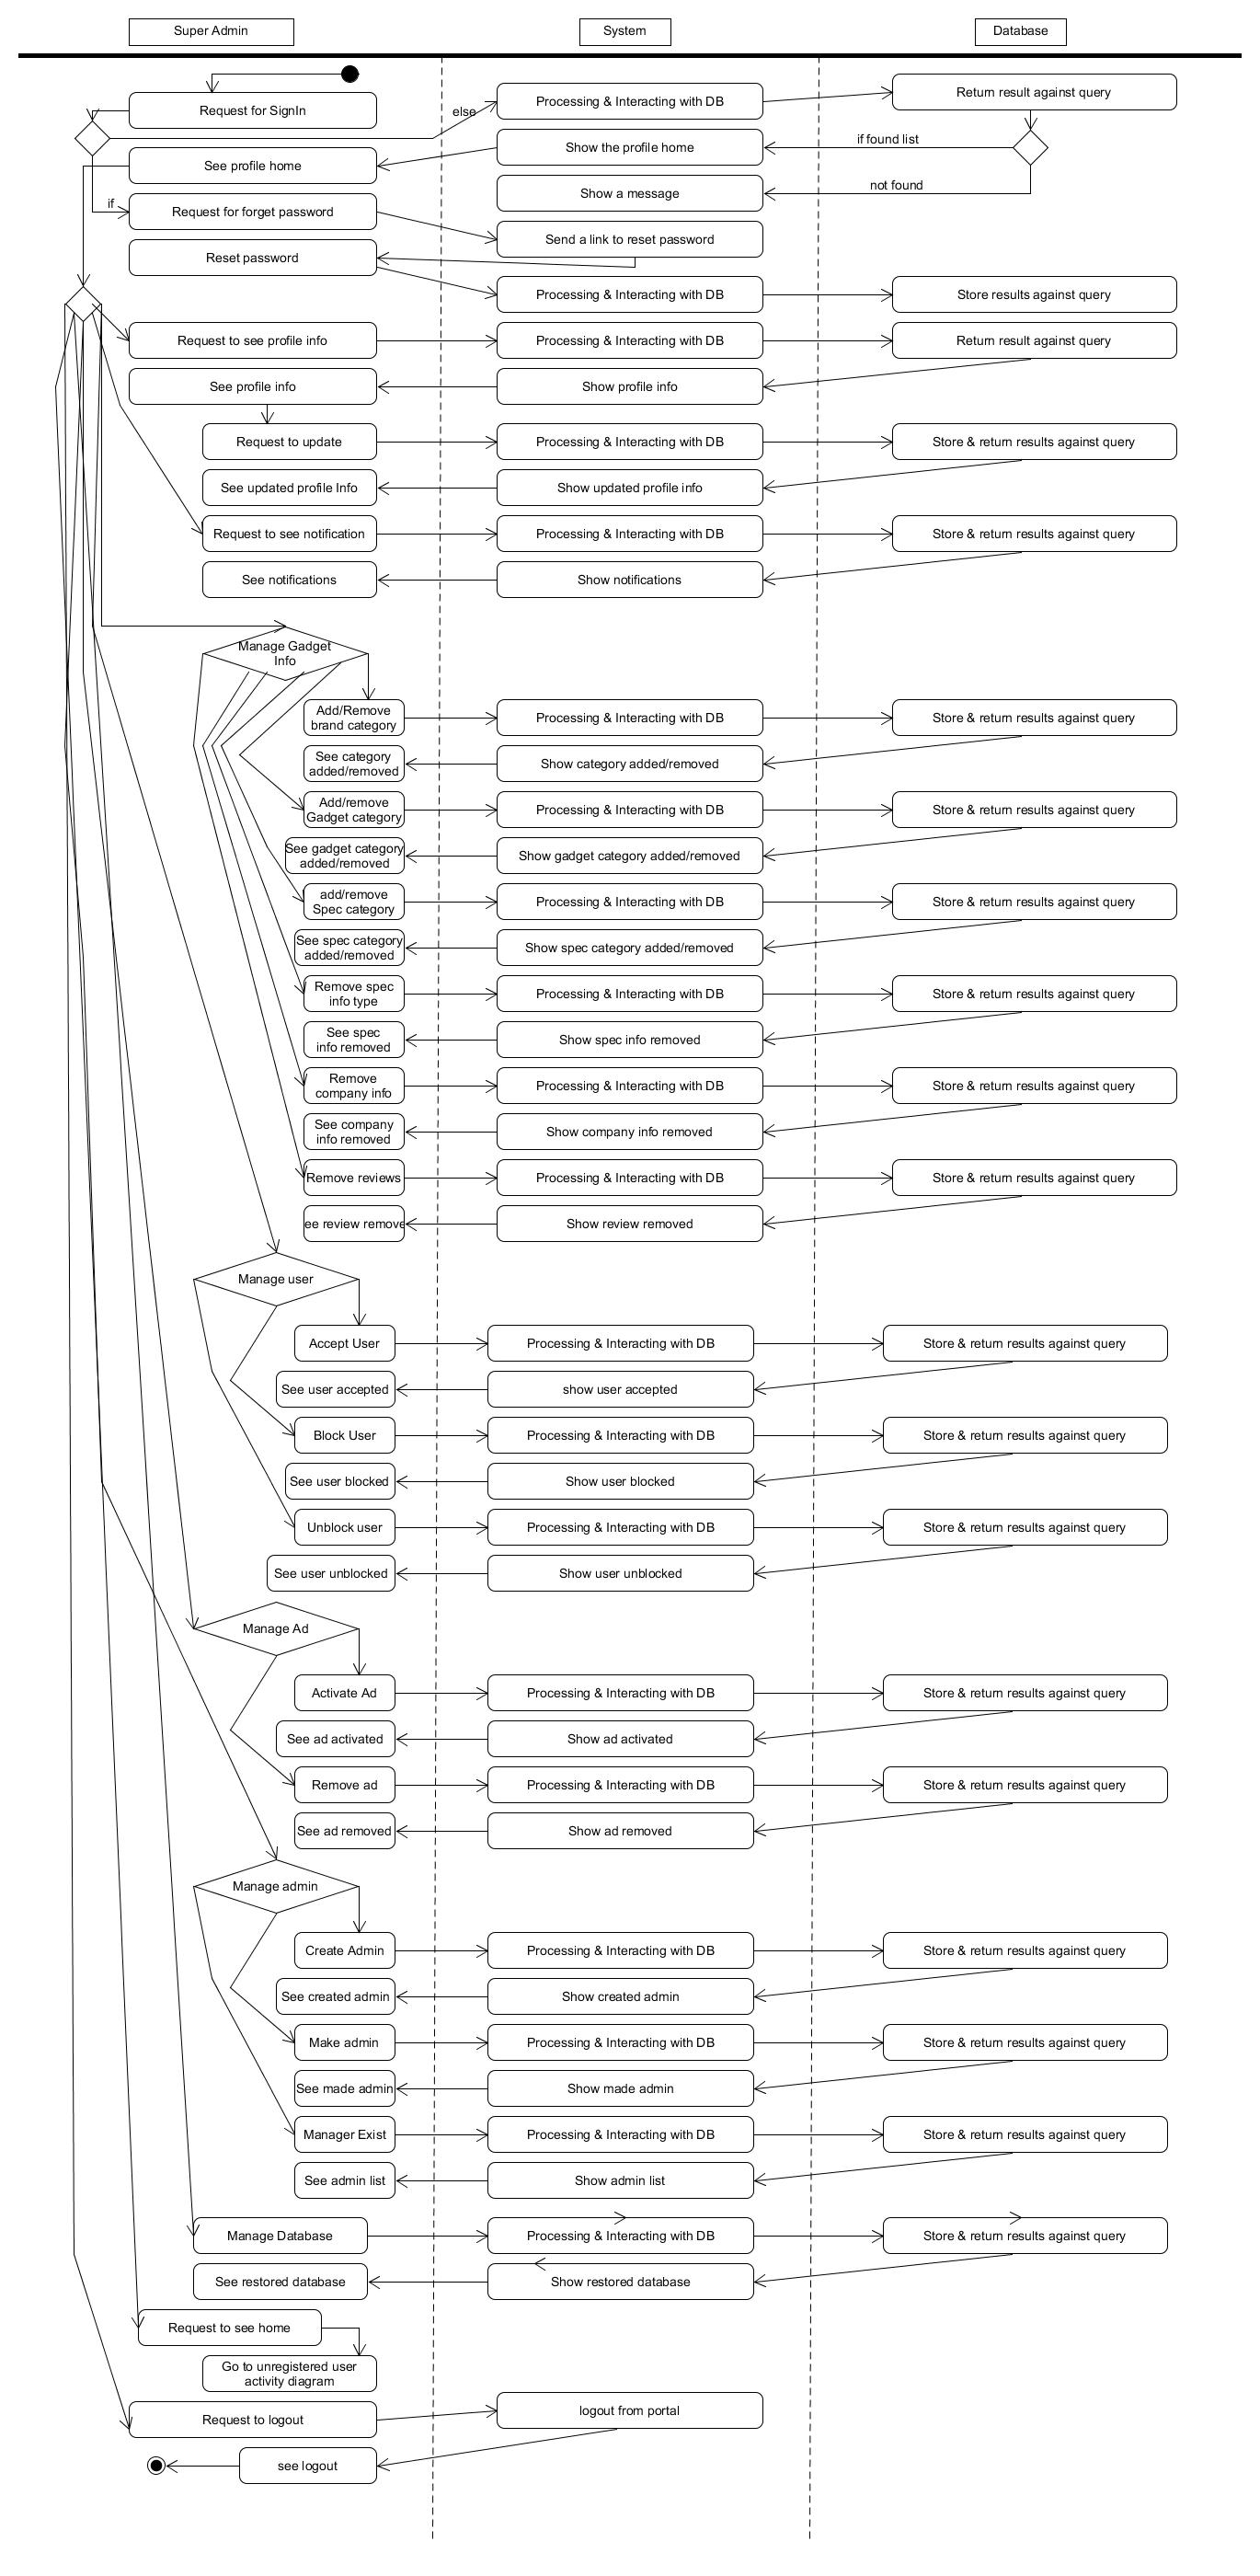 Super Admin
System
Database
Request for SignIn
else
Processing & Interacting with DB
Return result against query
Show the profile home
if found list
See profile home
Show a message
not found
if
Request for forget password
Send a link to reset password
Reset password
Processing & Interacting with DB
Store results against query
Request to see profile info
Processing & Interacting with DB
Return result against query
See profile info
Show profile info
Request to update
Processing & Interacting with DB
Store & return results against query
See updated profile Info
Show updated profile info
Request to see notification
Processing & Interacting with DB
Store & return results against query
See notifications
Show notifications
Manage Gadget
Info
Add/Remove
brand category
Processing & Interacting with DB
Store & return results against query
See category
added/removed
Show category added/removed
Add/remove
Gadget category
Processing & Interacting with DB
Store & return results against query
See gadget category
added/removed
Show gadget category added/removed
add/remove
Spec category
Processing & Interacting with DB
Store & return results against query
See spec category
added/removed
Show spec category added/removed
Remove spec
info type
Processing & Interacting with DB
Store & return results against query
See spec
info removed
Show spec info removed
Remove
company info
Processing & Interacting with DB
Store & return results against query
See company
info removed
Show company info removed
Remove reviews
Processing & Interacting with DB
Store & return results against query
ee review remove
Show review removed
Manage user
Accept User
Processing & Interacting with DB
Store & return results against query
See user accepted
show user accepted
Block User
Processing & Interacting with DB
Store & return results against query
See user blocked
Show user blocked
Unblock user
Processing & Interacting with DB
Store & return results against query
See user unblocked
Show user unblocked
Manage Ad
Activate Ad
Processing & Interacting with DB
Store & return results against query
See ad activated
Show ad activated
Remove ad
Processing & Interacting with DB
Store & return results against query
See ad removed
Show ad removed
Manage admin
Create Admin
Processing & Interacting with DB
Store & return results against query
See created admin
Show created admin
Make admin
Processing & Interacting with DB
Store & return results against query
See made admin
Show made admin
Manager Exist
Processing & Interacting with DB
Store & return results against query
See admin list
Show admin list
Manage Database
Processing & Interacting with DB
Store & return results against query
See restored database
Show restored database
Request to see home
Go to unregistered user
activity diagram
Request to logout
logout from portal
see logout